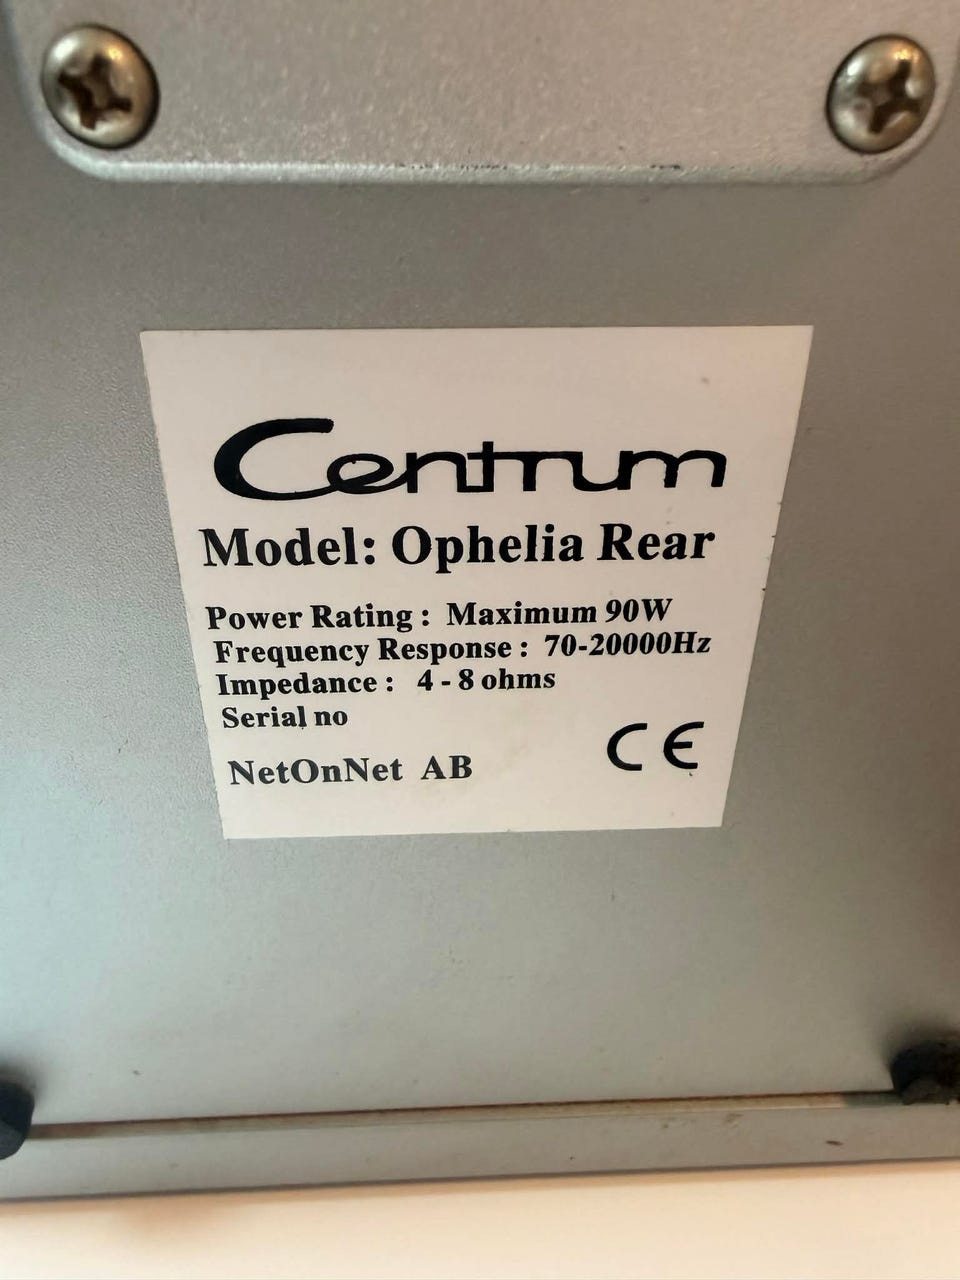 Centrum
Model: Ophelia Rear
Power Rating : Maximum 90W
Frequency Response : 70-20000Hz
Impedance : 4 - 8 ohms
Serial no
NetOnNet AB
CE